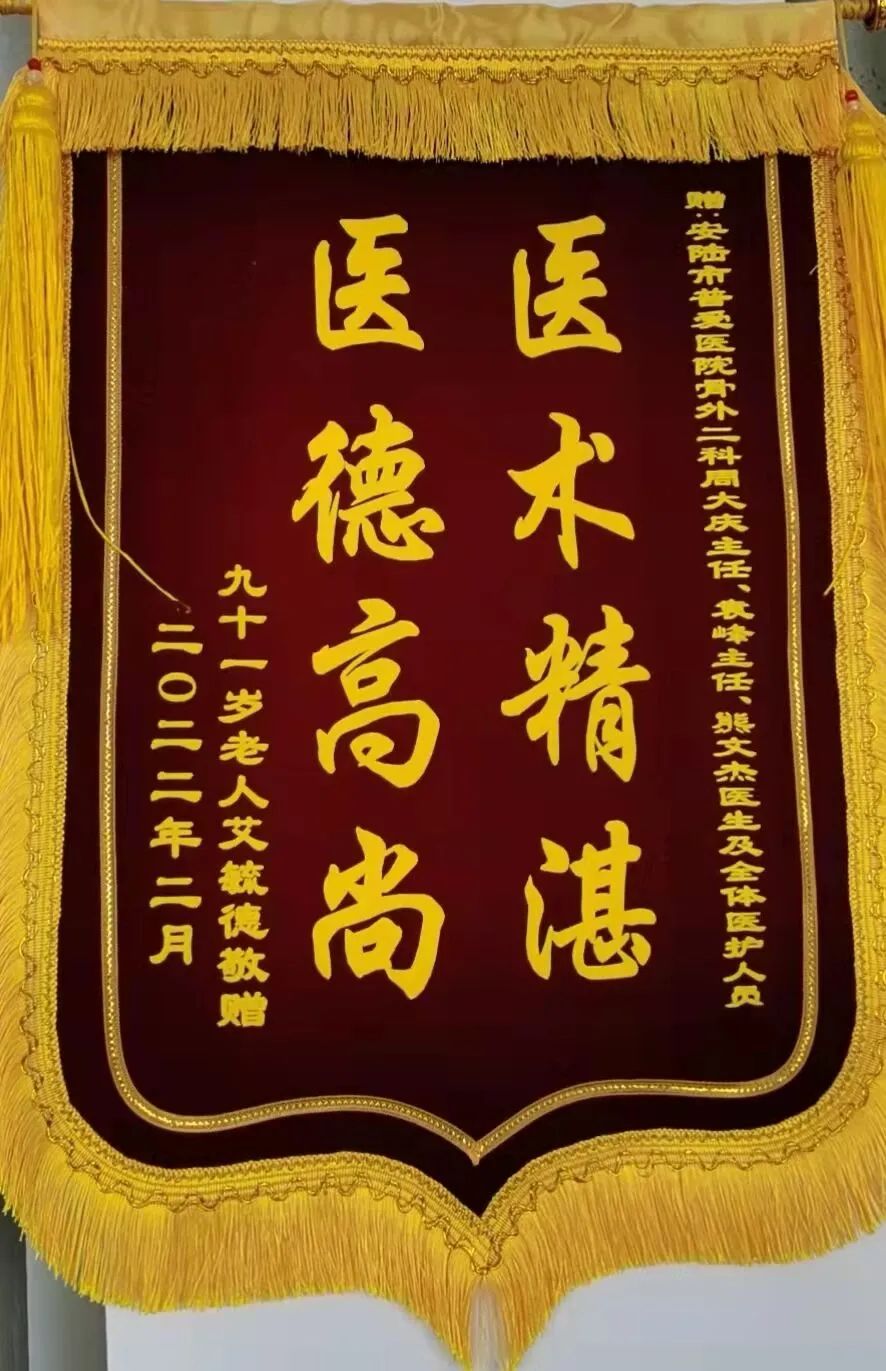 赠：安陆市普爱医院骨外二科周大庆主任、袁峰主任、熊文杰医生及全体医护人员
医术精湛
医德高尚
九十一岁老人艾毓德敬赠
二〇二二年二月